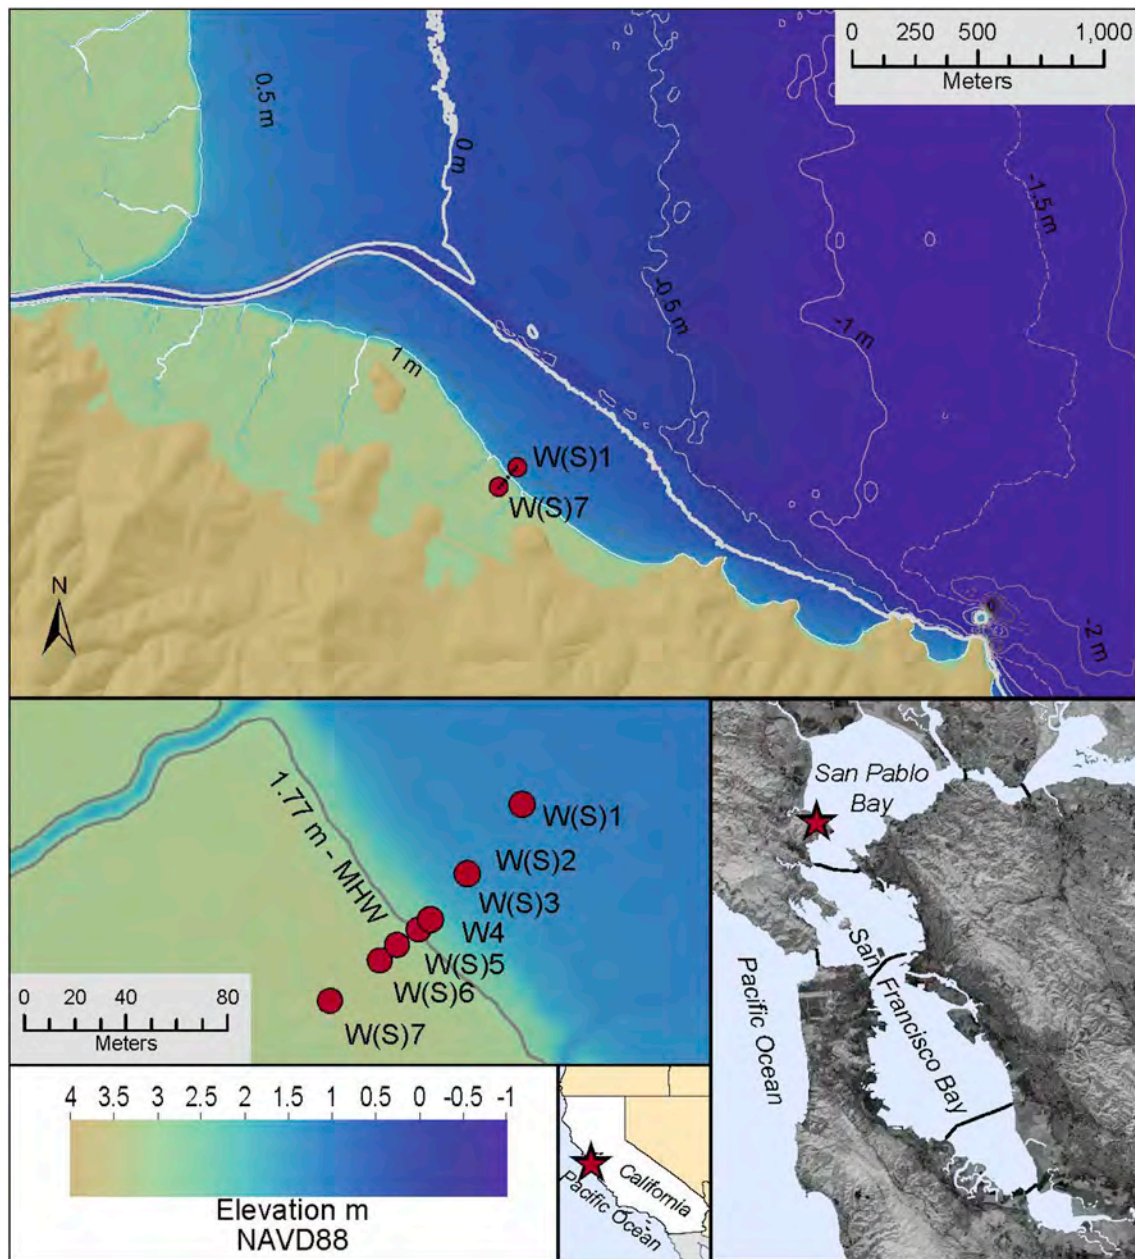 0 250 500 1,000
Meters
0.5 m
0 m
-0.5 m
-1 m
-1.5 m
-2 m
1 m
W(S)1
W(S)7
N
1.77 m - MHW
W(S)1
W(S)2
W(S)3
W4
W(S)5
W(S)6
W(S)7
0 20 40 80
Meters
San Pablo
Bay
San Francisco Bay
Pacific Ocean
4 3.5 3 2.5 2 1.5 1 0.5 0 -0.5 -1
Elevation m
NAVD88
California
Pacific Ocean